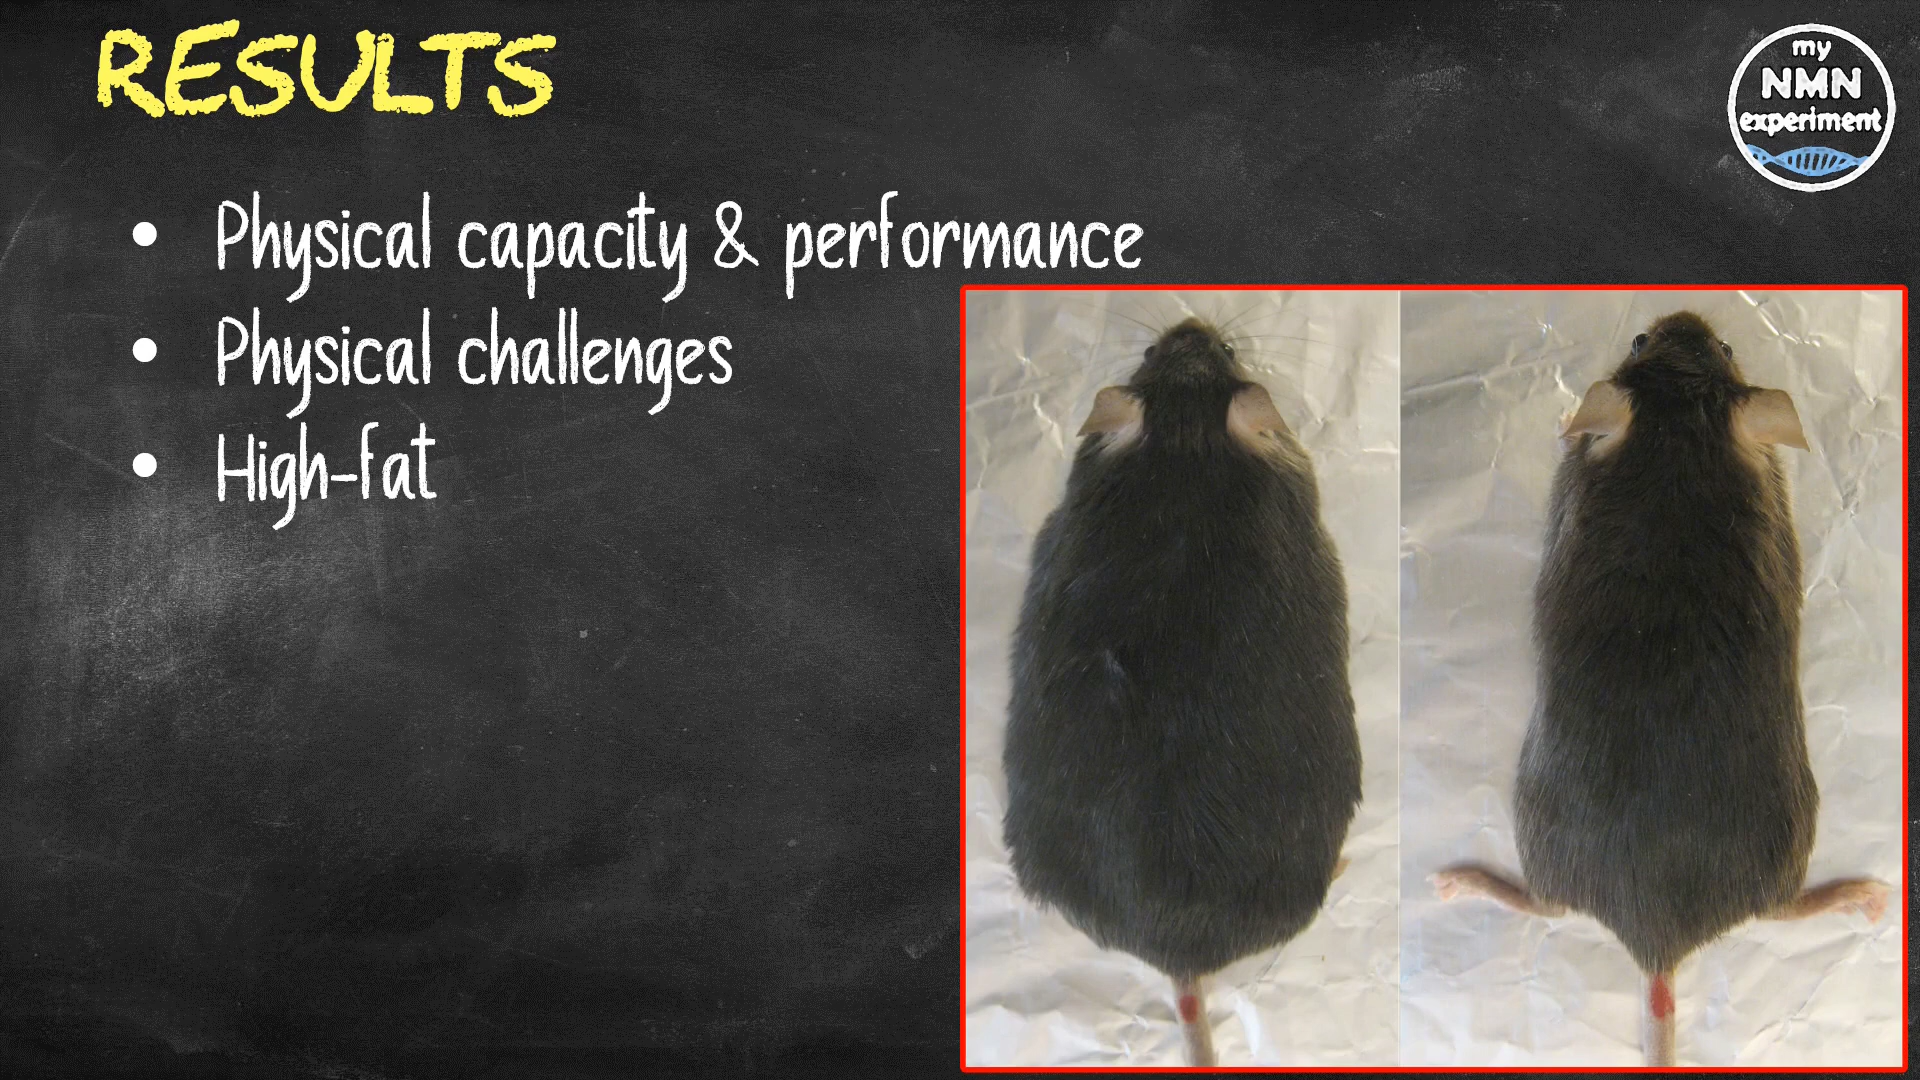 RESULTS
my
NMN
experiment
• Physical capacity & performance
• Physical challenges
• High-fat